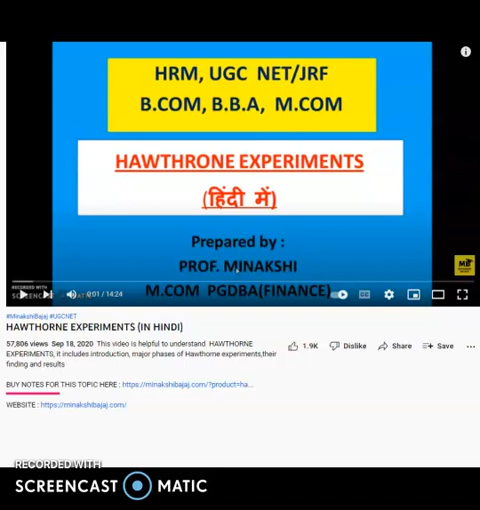 HRM, UGC NET/JRF
B.COM, B.B.A, M.COM
HAWTHRONE EXPERIMENTS
(हिंदी में)
Prepared by :
PROF. MINAKSHI
M.COM PGDBA(FINANCE)
RECORDED WITH
0:01 / 14:24
#MinakshiBajaj #UGCNET
HAWTHORNE EXPERIMENTS (IN HINDI)
57,806 views Sep 18, 2020 This video is helpful to understand HAWTHORNE
EXPERIMENTS, it includes introduction, major phases of Hawthorne experiments,their
finding and results
1.9K Dislike Share Save
BUY NOTES FOR THIS TOPIC HERE : https://minakshibajaj.com/?product=ha...
WEBSITE : https://minakshibajaj.com/
RECORDED WITH
SCREENCAST MATIC